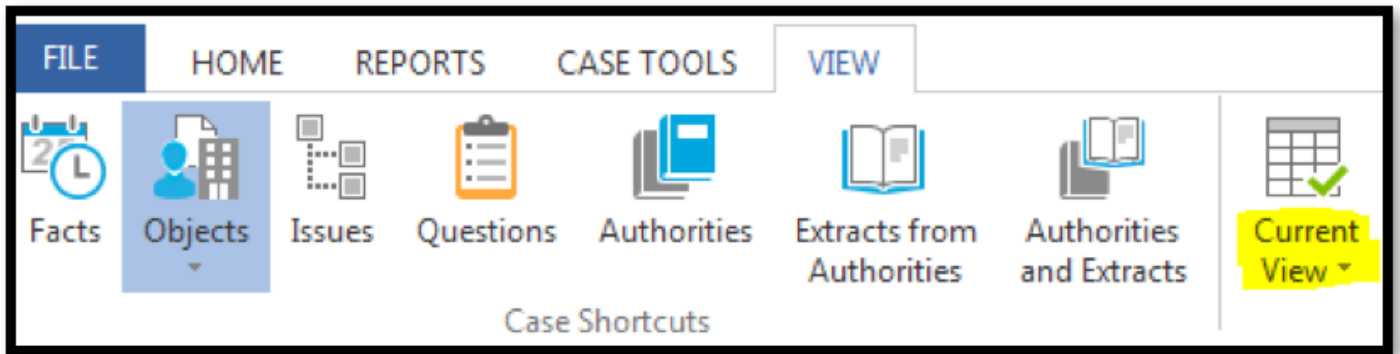 FILE HOME REPORTS CASE TOOLS VIEW
25
Facts Objects Issues Questions Authorities Extracts from Authorities Authorities and Extracts Current View
Case Shortcuts